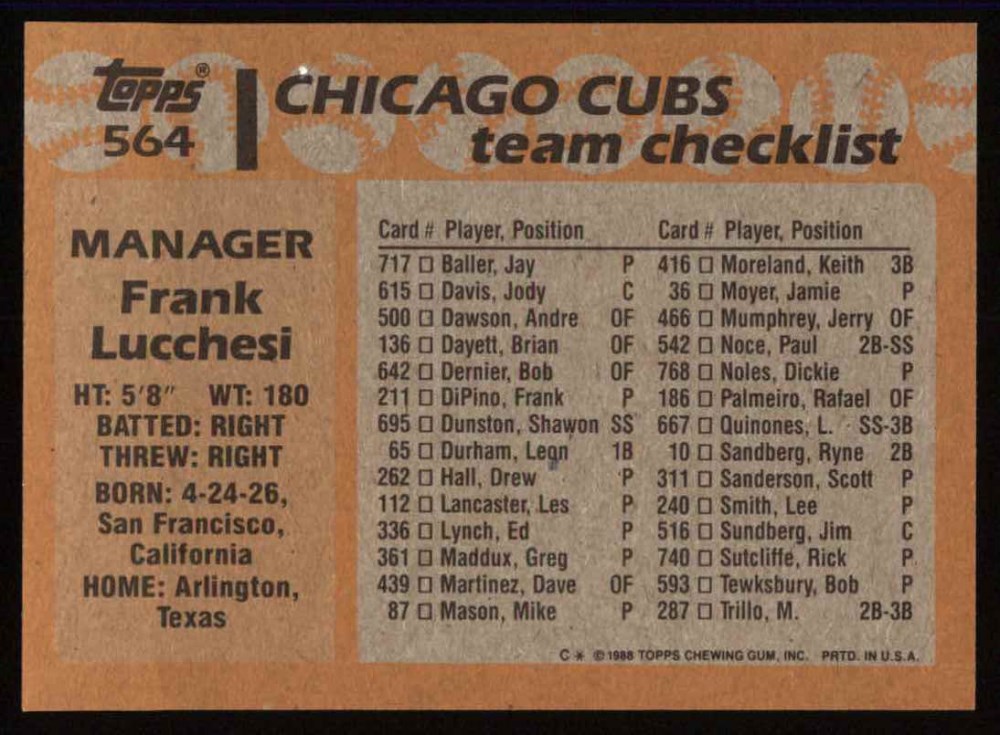 topps®
564
CHICAGO CUBS
team checklist
MANAGER
Frank
Lucchesi
HT: 5'8" WT: 180
BATTED: RIGHT
THREW: RIGHT
BORN: 4-24-26,
San Francisco,
California
HOME: Arlington,
Texas
Card # Player, Position
717 □ Baller, Jay P
615 □ Davis, Jody C
500 □ Dawson, Andre OF
136 □ Dayett, Brian OF
642 □ Dernier, Bob OF
211 □ DiPino, Frank P
695 □ Dunston, Shawon SS
65 □ Durham, Leon 1B
262 □ Hall, Drew P
112 □ Lancaster, Les P
336 □ Lynch, Ed P
361 □ Maddux, Greg P
439 □ Martinez, Dave OF
87 □ Mason, Mike P
Card # Player, Position
416 □ Moreland, Keith 3B
36 □ Moyer, Jamie P
466 □ Mumphrey, Jerry OF
542 □ Noce, Paul 2B-SS
768 □ Noles, Dickie P
186 □ Palmeiro, Rafael OF
667 □ Quinones, L. SS-3B
10 □ Sandberg, Ryne 2B
311 □ Sanderson, Scott P
240 □ Smith, Lee P
516 □ Sundberg, Jim C
740 □ Sutcliffe, Rick P
593 □ Tewksbury, Bob P
287 □ Trillo, M. 2B-3B
C * © 1988 TOPPS CHEWING GUM, INC. PRTD. IN U.S.A.